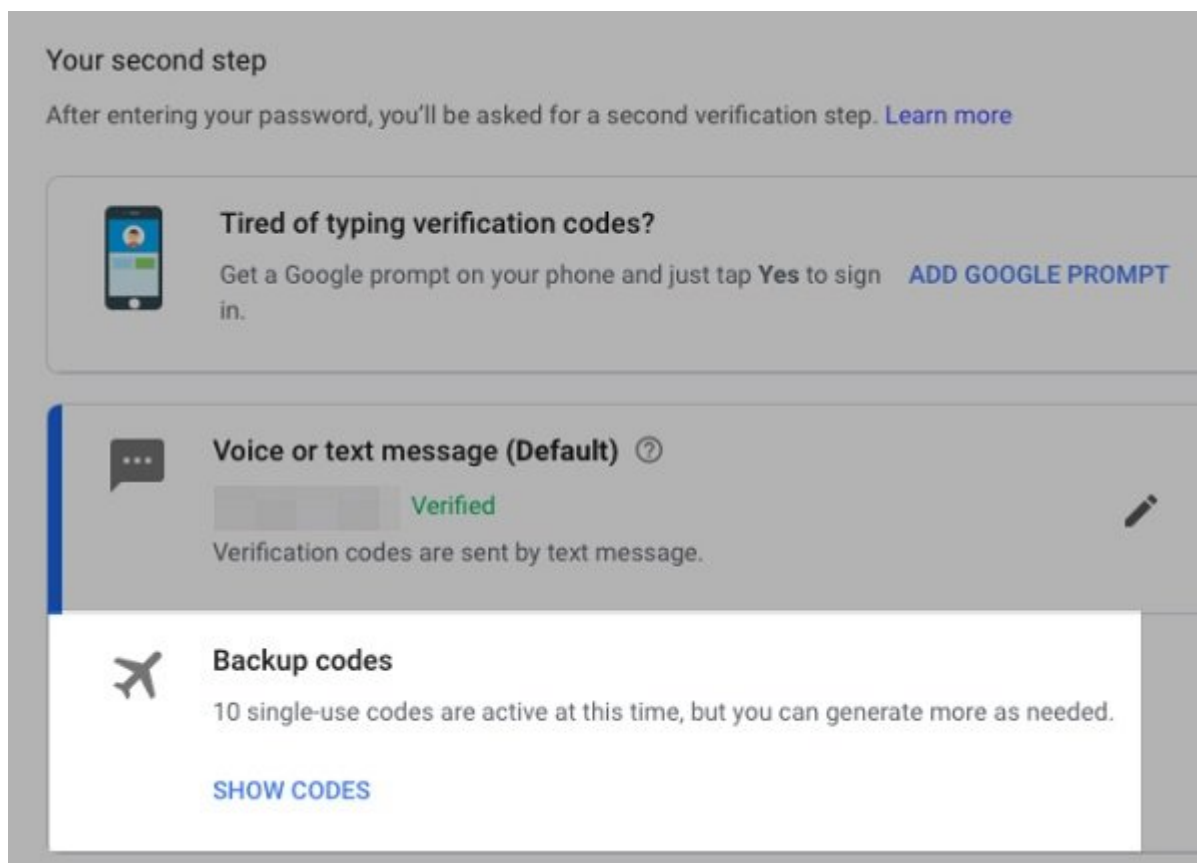 Your second step
After entering your password, you'll be asked for a second verification step. Learn more
Tired of typing verification codes?
Get a Google prompt on your phone and just tap Yes to sign
in.
ADD GOOGLE PROMPT
Voice or text message (Default)
Verified
Verification codes are sent by text message.
Backup codes
10 single-use codes are active at this time, but you can generate more as needed.
SHOW CODES